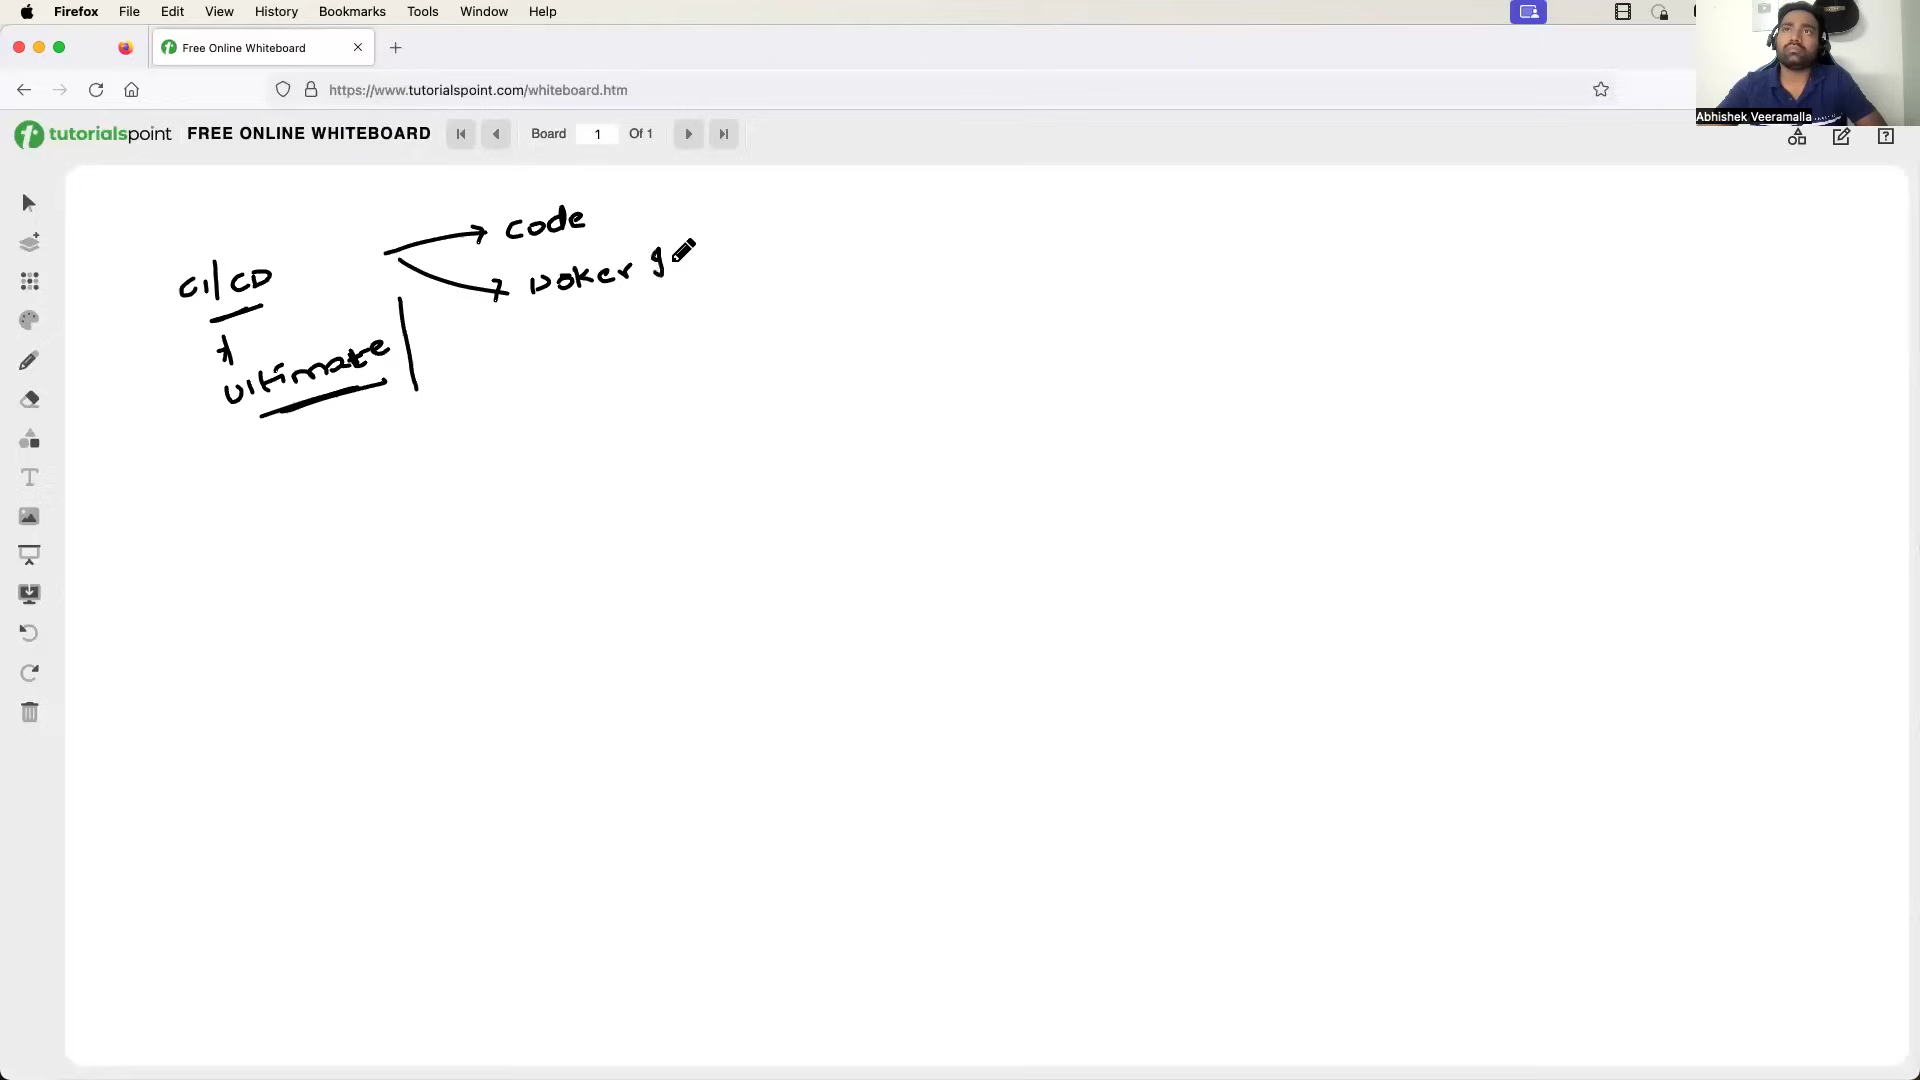 Firefox File Edit View History Bookmarks Tools Window Help
Free Online Whiteboard
https://www.tutorialspoint.com/whiteboard.htm
Abhishek Veeramalla
tutorialspoint FREE ONLINE WHITEBOARD Board 1 Of 1
code
CI/CD
Doker
Ultimate
T